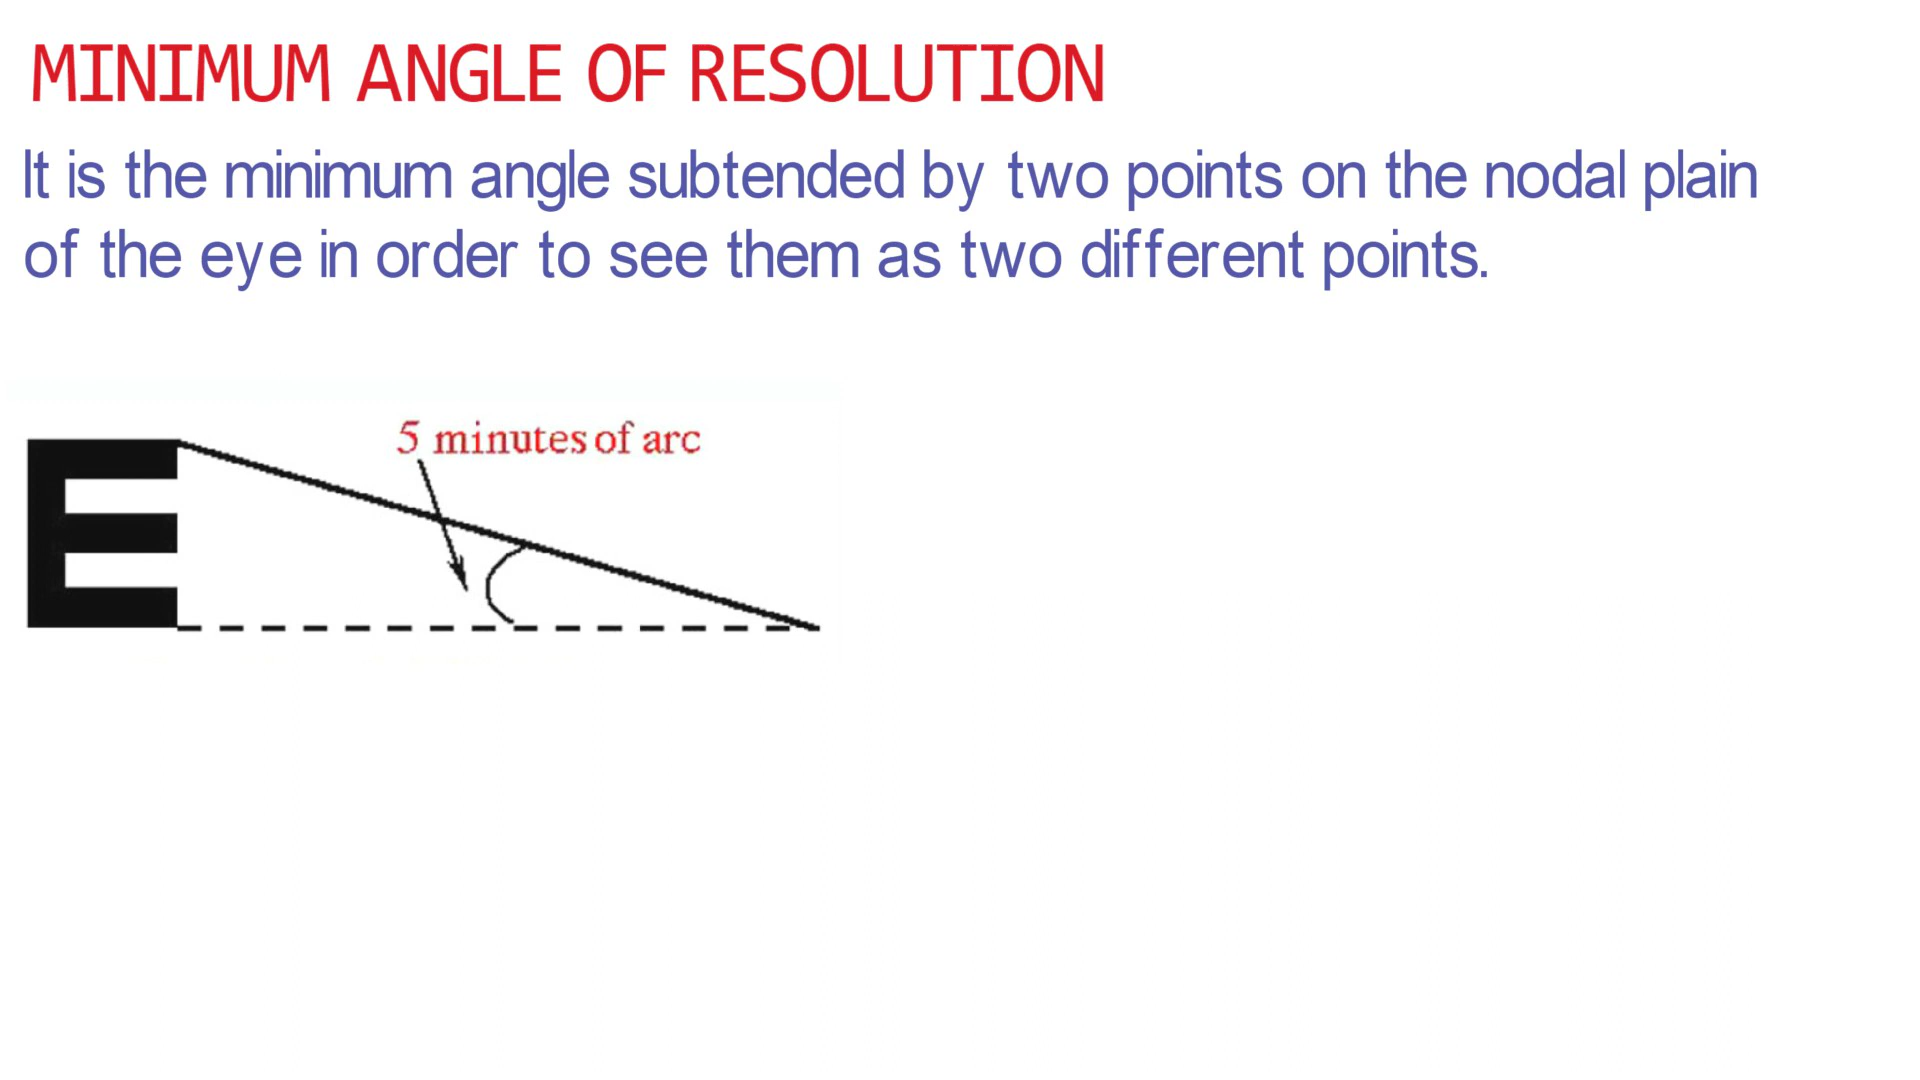 MINIMUM ANGLE OF RESOLUTION
It is the minimum angle subtended by two points on the nodal plain
of the eye in order to see them as two different points.
5 minutes of arc
E